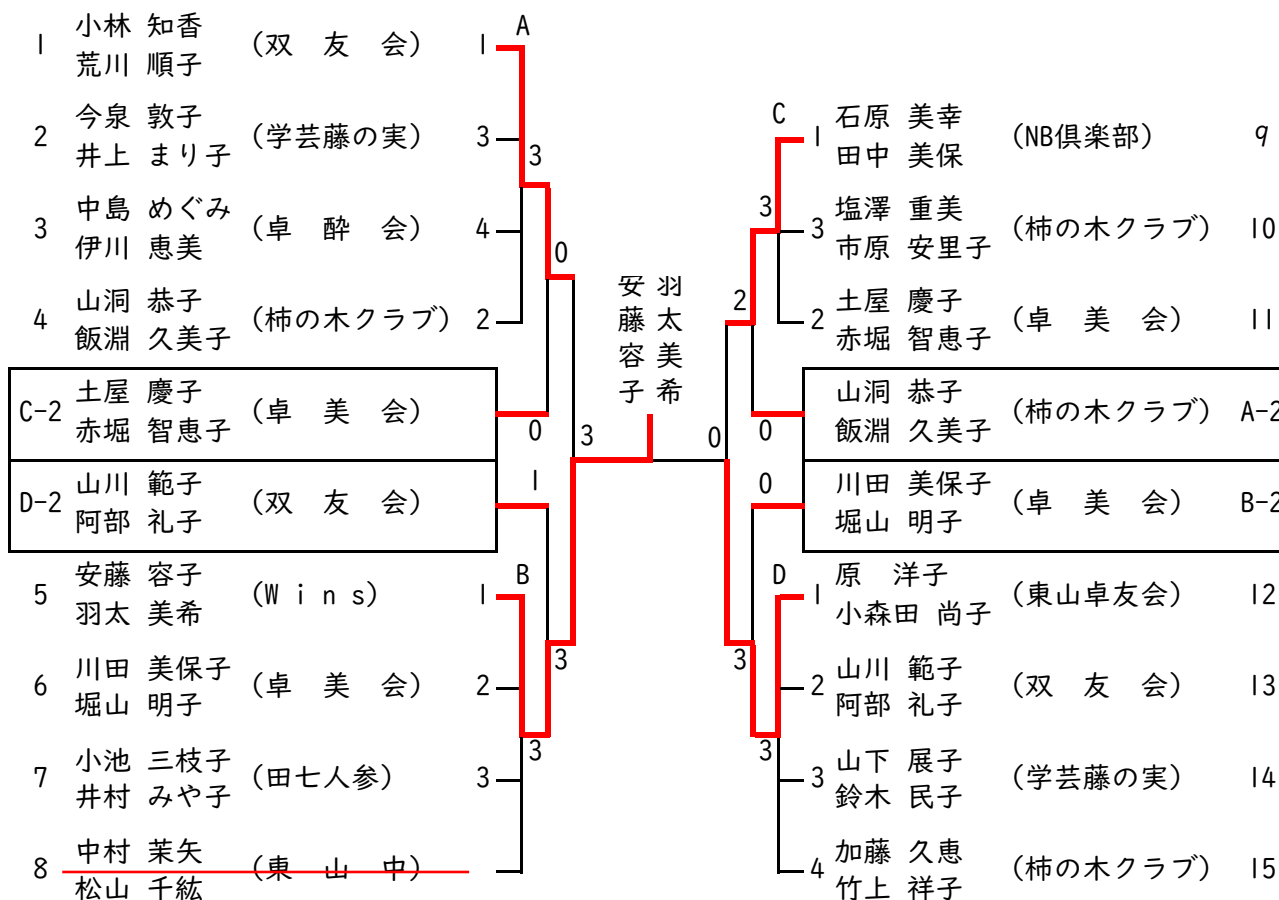 A
1 小林 知香 (双 友 会) 1
荒川 順子
2 今泉 敦子 (学芸藤の実) 3
井上 まり子
3
3 中島 めぐみ (卓 酔 会) 4
伊川 恵美
0
4 山洞 恭子 (柿の木クラブ) 2
飯淵 久美子
C-2 土屋 慶子 (卓 美 会)
赤堀 智恵子
0
3
D-2 山川 範子 (双 友 会)
阿部 礼子
1
B
5 安藤 容子 (Wins) 1
羽太 美希
6 川田 美保子 (卓 美 会) 2
堀山 明子
3
7 小池 三枝子 (田七人参) 3
井村 みや子
3
8 中村 茉矢 (東 山 中)
松山 千紘
羽太美希
安藤容子
C
1 石原 美幸 (NB倶楽部) 9
田中 美保
3
3 塩澤 重美 (柿の木クラブ) 10
市原 安里子
2
2 土屋 慶子 (卓 美 会) 11
赤堀 智恵子
山洞 恭子 (柿の木クラブ) A-2
飯淵 久美子
0
0
川田 美保子 (卓 美 会) B-2
堀山 明子
0
D
1 原 洋子 (東山卓友会) 12
小森田 尚子
2 山川 範子 (双 友 会) 13
阿部 礼子
3
3 山下 展子 (学芸藤の実) 14
鈴木 民子
3
4 加藤 久恵 (柿の木クラブ) 15
竹上 祥子